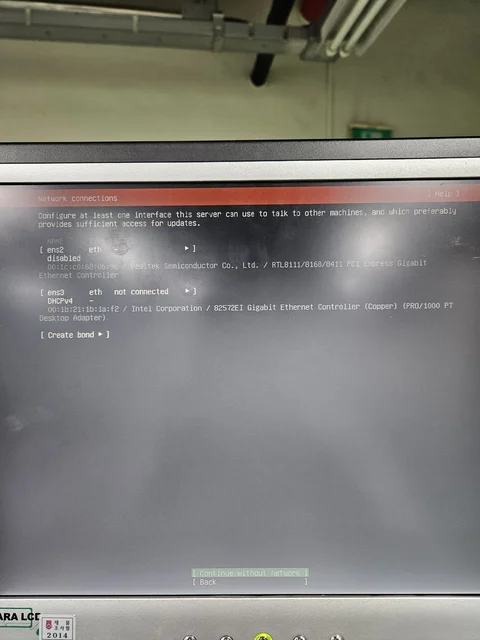 Network connections [ Help ]
Configure at least one interface this server can use to talk to other machines, and which preferably
provides sufficient access for updates.
NAME
[ ens2 eth - ▸ ]
disabled
/ Realtek Semiconductor Co., Ltd. / RTL8111/8168/8411 PCI Express Gigabit
Ethernet Controller
[ ens3 eth not connected ▸ ]
DHCPv4 -
00:1b:21:1b:1a:f2 / Intel Corporation / 82572EI Gigabit Ethernet Controller (Copper) (PRO/1000 PT
Desktop Adapter)
[ Create bond ▸ ]
[ Continue without network ]
[ Back ]
ARA LCD
2014